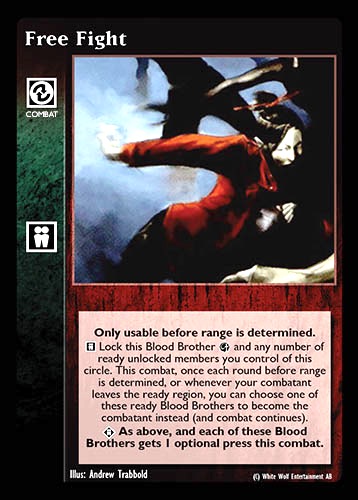 Free Fight
COMBAT
Only usable before range is determined.
Lock this Blood Brother and any number of
ready unlocked members you control of this
circle. This combat, once each round before range
is determined, or whenever your combatant
leaves the ready region, you can choose one of
these ready Blood Brothers to become the
combatant instead (and combat continues).
As above, and each of these Blood
Brothers gets 1 optional press this combat.
Illus: Andrew Trabbold
(C) White Wolf Entertainment AB